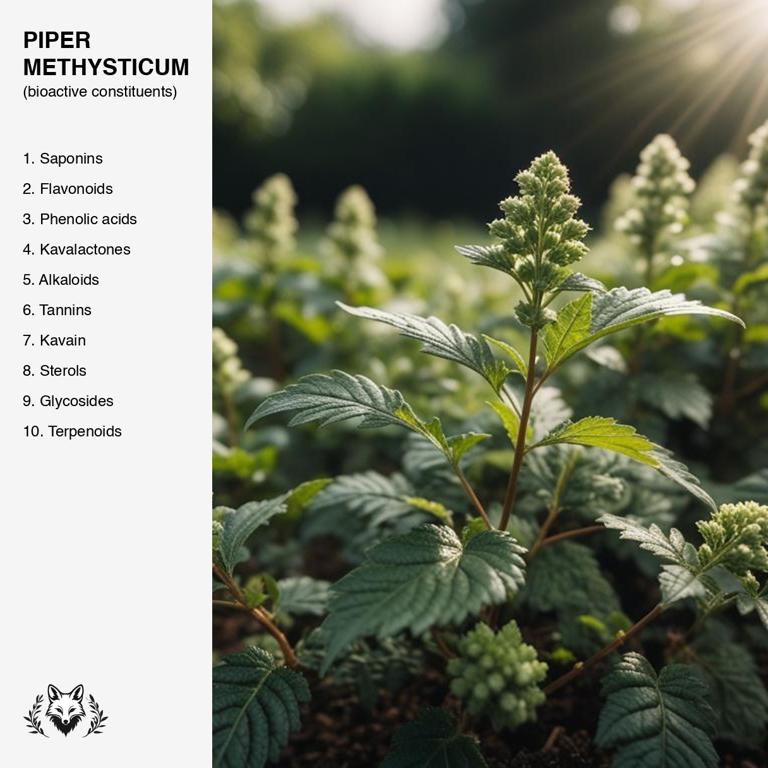 PIPER
METHYSTICUM
(bioactive constituents)
1. Saponins
2. Flavonoids
3. Phenolic acids
4. Kavalactones
5. Alkaloids
6. Tannins
7. Kavain
8. Sterols
9. Glycosides
10. Terpenoids